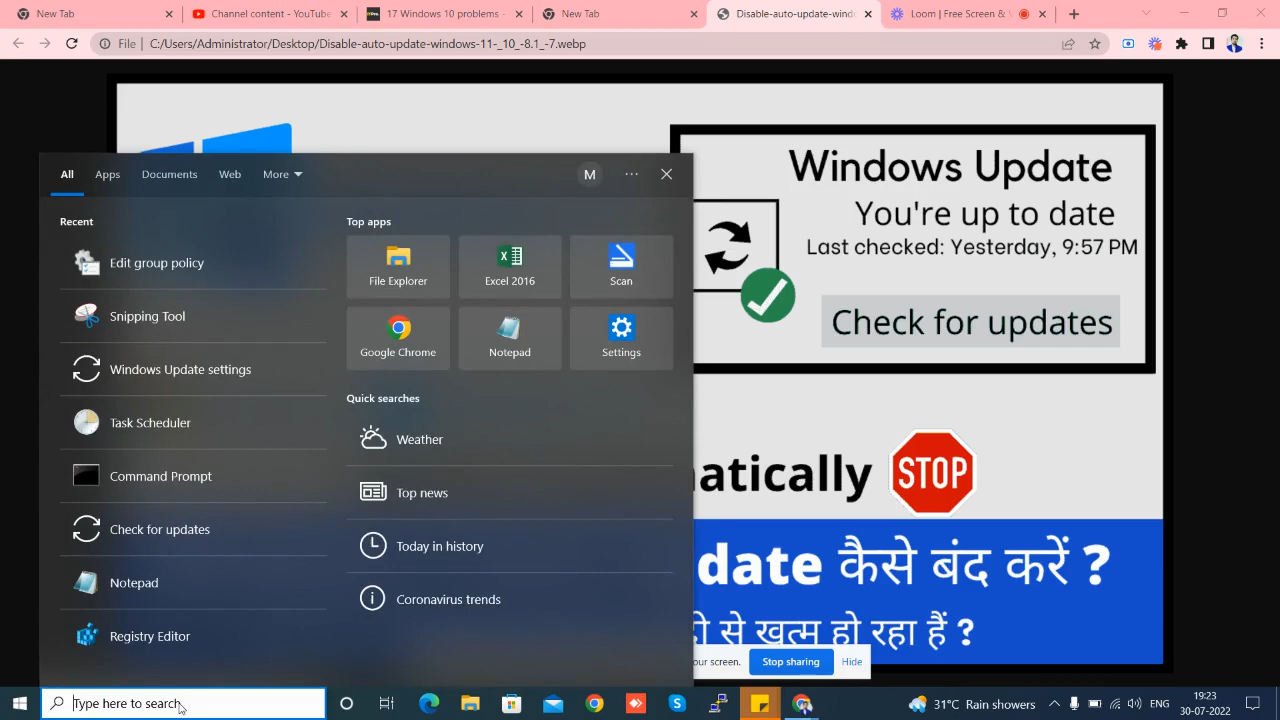 New Tab
Channel content - YouTube
17 Windows 10 problems -
New Tab
Disable-auto-update-wind
Loom | Free Screen &
File | C:/Users/Administrator/Desktop/Disable-auto-update-windows-11-_10_-8.1_-7.webp
All Apps Documents Web More
M
Recent
Edit group policy
Snipping Tool
Windows Update settings
Task Scheduler
Command Prompt
Check for updates
Notepad
Registry Editor
Top apps
File Explorer
Excel 2016
Scan
Google Chrome
Notepad
Settings
Quick searches
Weather
Top news
Today in history
Coronavirus trends
Windows Update
You're up to date
Last checked: Yesterday, 9:57 PM
Check for updates
matically STOP
date कैसे बंद करें ?
से खत्म हो रहा हैं ?
our screen. Stop sharing Hide
Type here to search
31°C Rain showers
ENG
19:23
30-07-2022